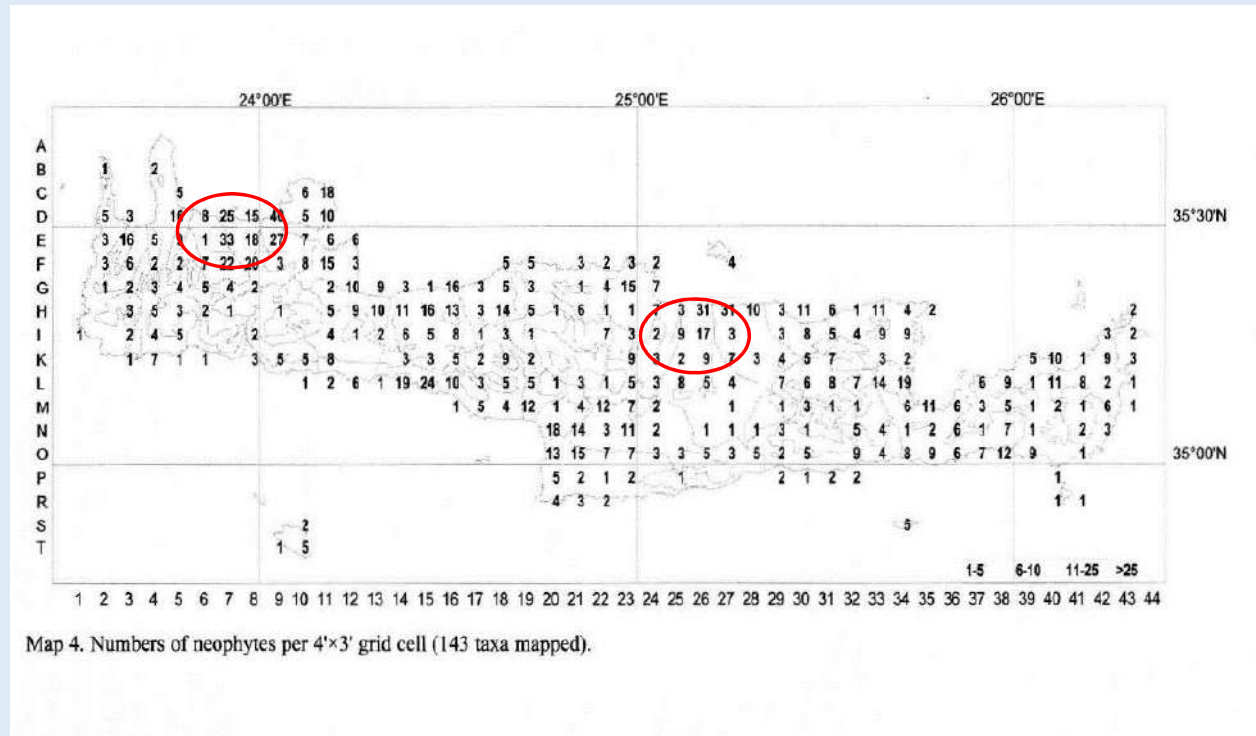 24°00'E 25°00'E 26°00'E
A
B 1 2
C 5 6 18
D 5 3 16 8 25 15 40 5 10 35°30'N
E 3 16 5 1 33 18 27 7 6 6
F 3 6 2 2 7 22 20 3 8 15 3 5 5 3 2 3 2 4
G 1 2 3 4 5 4 2 2 10 9 3 1 16 3 5 3 1 4 15 7
H 3 5 3 2 1 1 5 9 10 11 16 13 3 14 5 1 6 1 1 3 31 31 10 3 11 6 1 11 4 2 2
I 1 2 4 5 2 4 1 2 6 5 8 1 3 1 7 3 2 9 17 3 3 8 5 4 9 9 3 2
K 1 7 1 1 3 5 5 8 3 3 5 2 9 2 9 3 2 9 7 3 4 5 7 3 2 5 10 1 9 3
L 1 2 6 1 19 24 10 3 5 5 1 3 1 5 3 8 5 4 7 6 8 7 14 19 6 9 1 11 8 2 1
M 1 5 4 12 1 4 12 7 2 1 1 3 1 1 6 11 6 3 5 1 2 1 6 1
N 18 14 3 11 2 1 1 1 3 1 5 4 1 2 6 1 7 1 2 3
O 13 15 7 7 3 3 5 3 5 2 5 9 4 8 9 6 7 12 9 1 35°00'N
P 5 2 1 2 1 2 1 2 2 1
R 4 3 2 1 1
S 2 5
T 1 5
1-5 6-10 11-25 >25
1 2 3 4 5 6 7 8 9 10 11 12 13 14 15 16 17 18 19 20 21 22 23 24 25 26 27 28 29 30 31 32 33 34 35 36 37 38 39 40 41 42 43 44
Map 4. Numbers of neophytes per 4'×3' grid cell (143 taxa mapped).